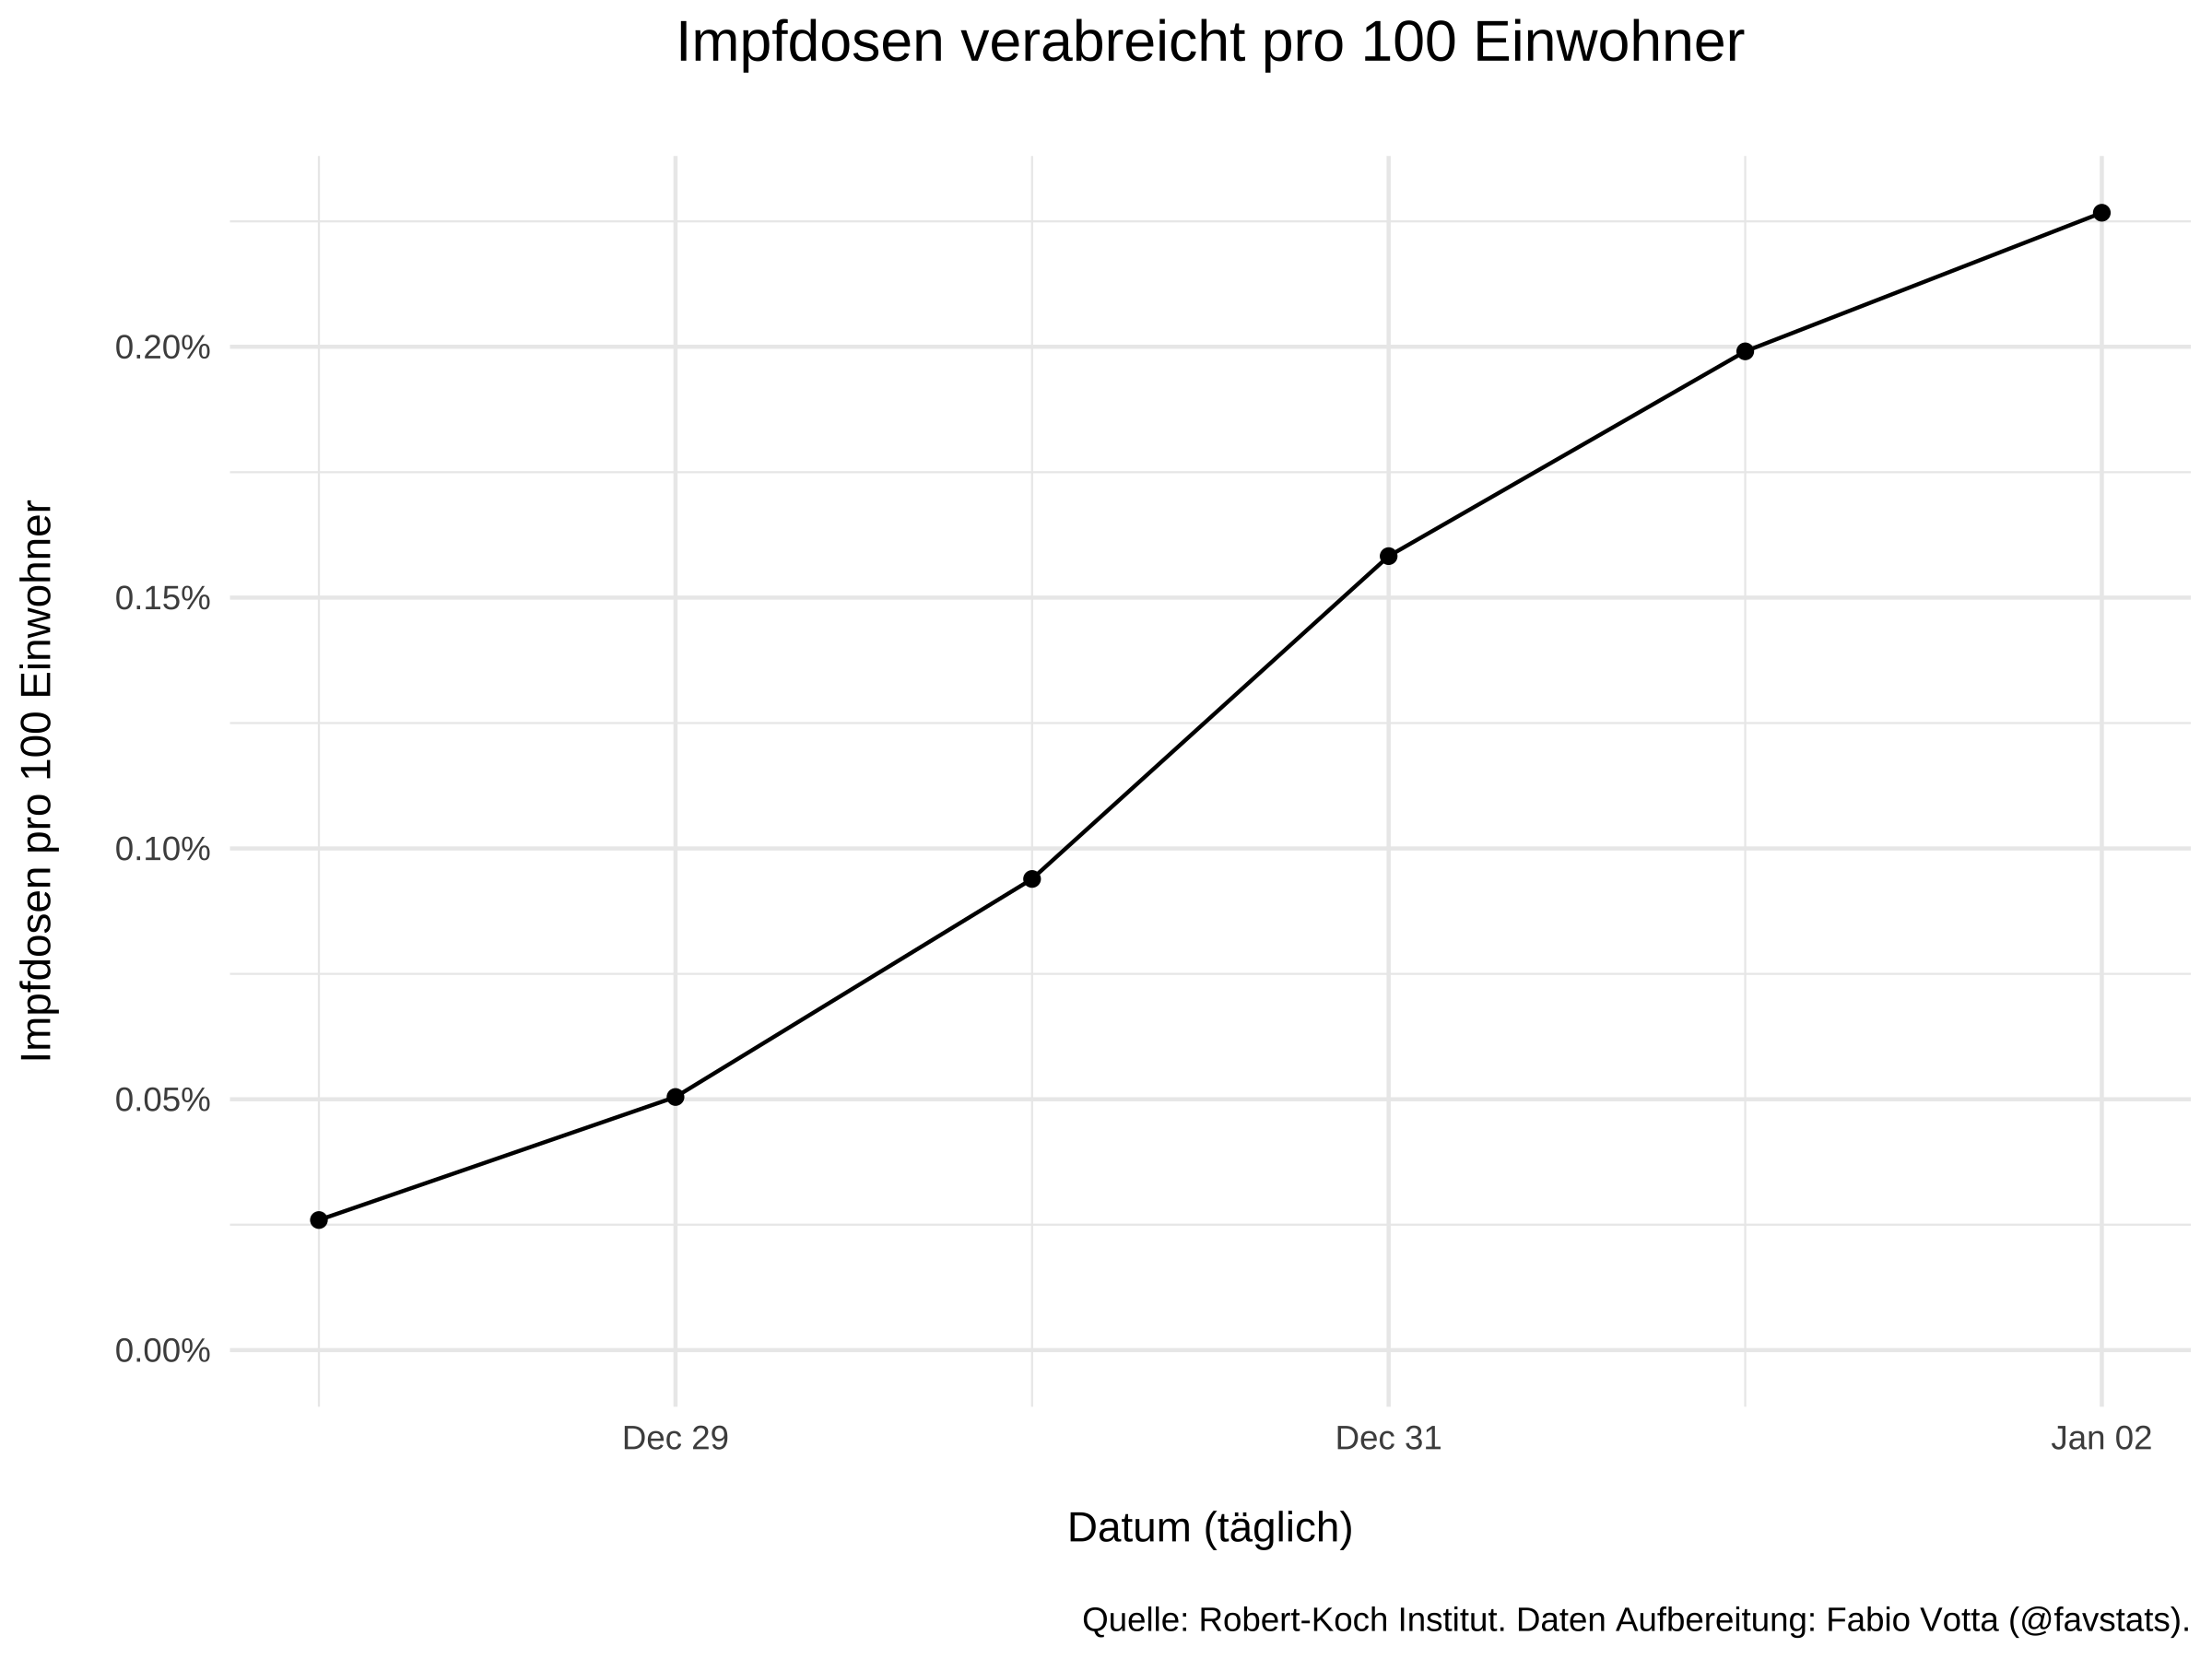 Impfdosen verabreicht pro 100 Einwohner
Impfdosen pro 100 Einwohner
0.20%
0.15%
0.10%
0.05%
0.00%
Dec 29
Dec 31
Jan 02
Datum (täglich)
Quelle: Robert-Koch Institut. Daten Aufbereitung: Fabio Votta (@favstats).